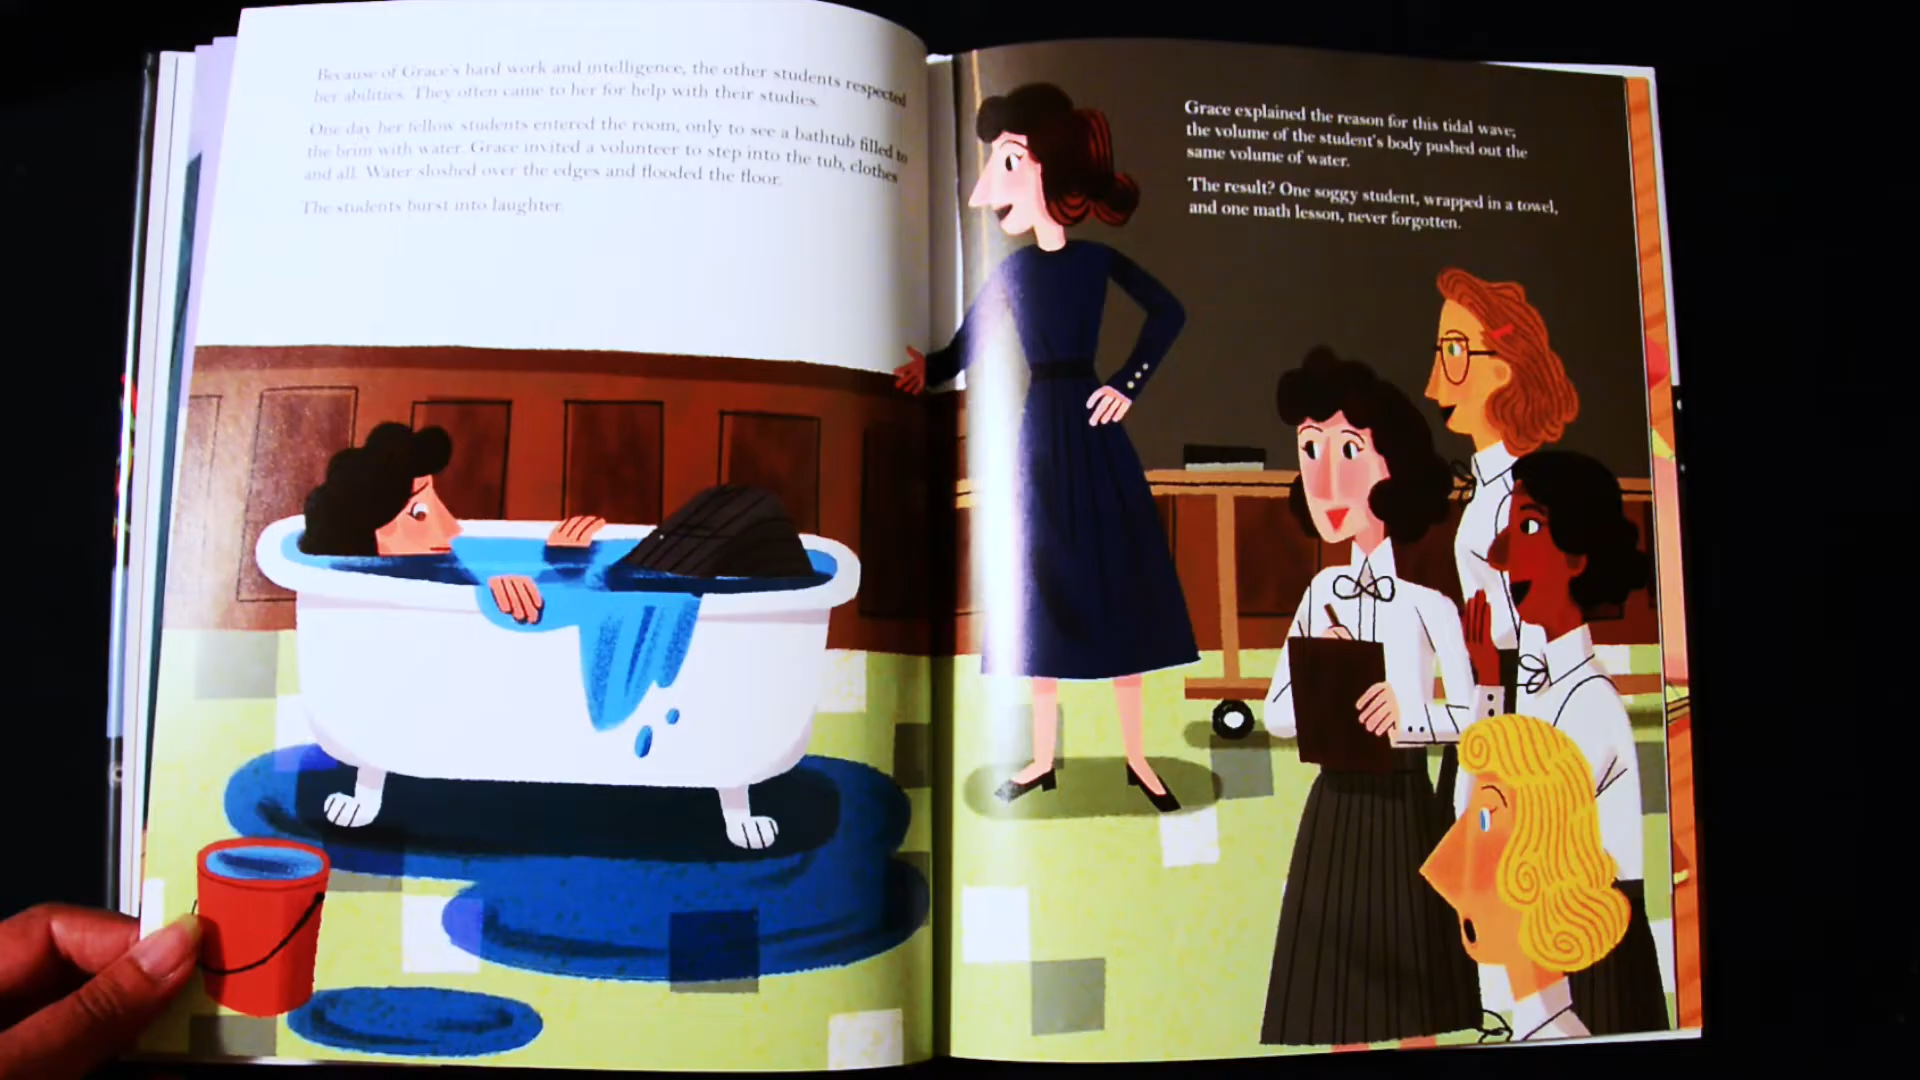 Because of Grace's hard work and intelligence, the other students respected
her abilities. They often came to her for help with their studies.
One day her fellow students entered the room, only to see a bathtub filled to
the brim with water. Grace invited a volunteer to step into the tub, clothes
and all. Water sloshed over the edges and flooded the floor.
The students burst into laughter.
Grace explained the reason for this tidal wave;
the volume of the student's body pushed out the
same volume of water.
The result? One soggy student, wrapped in a towel,
and one math lesson, never forgotten.